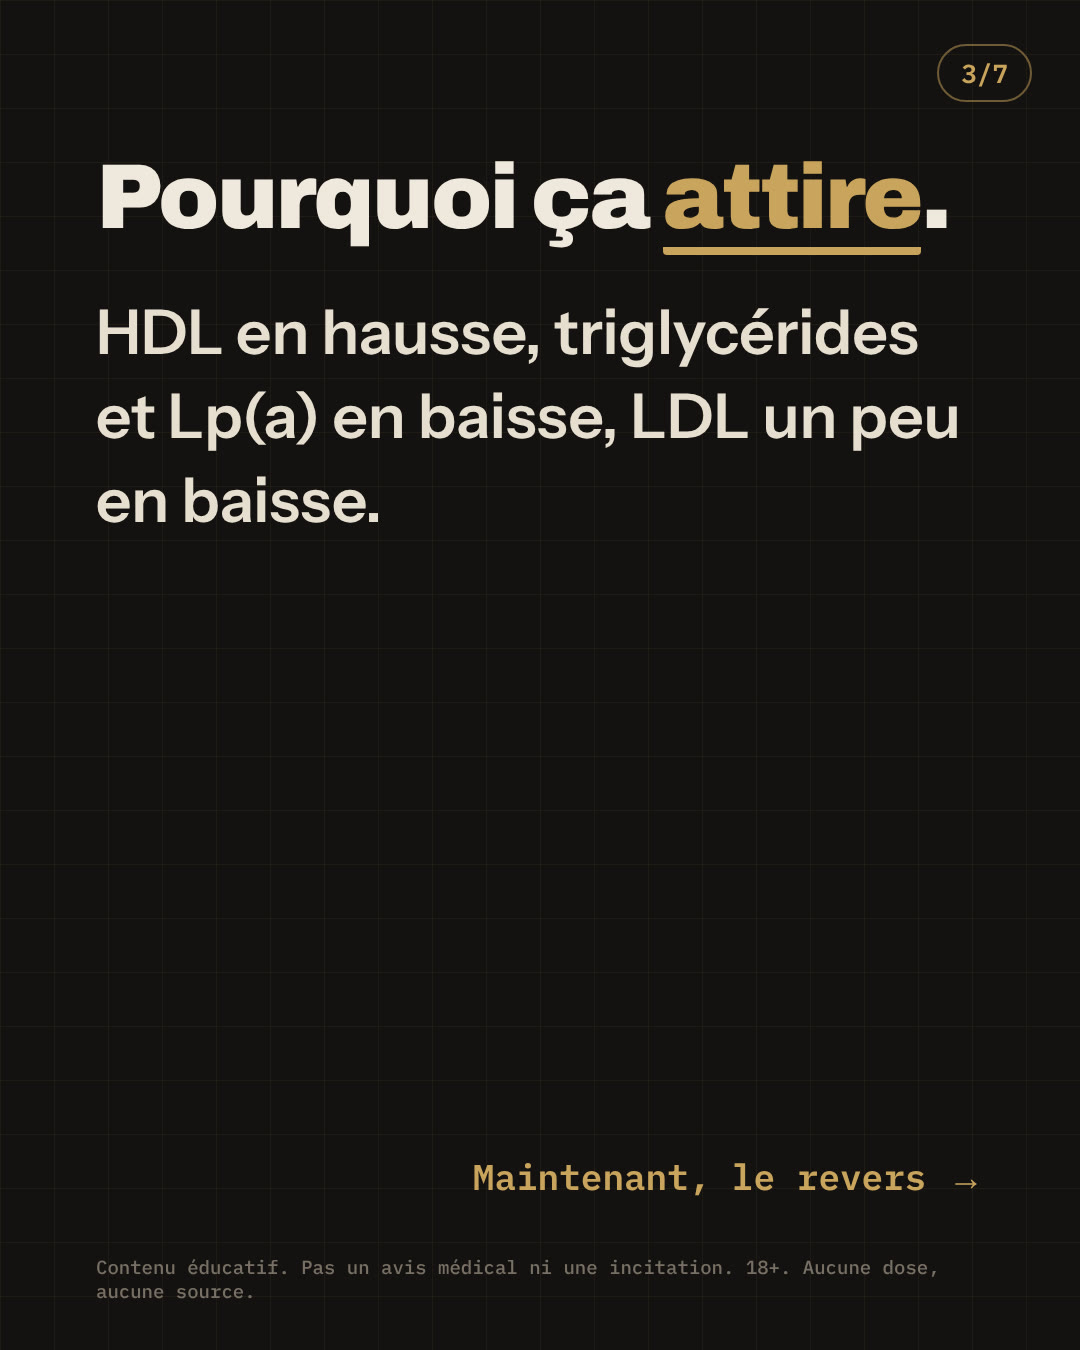 3/7
Pourquoi ça attire.
HDL en hausse, triglycérides
et Lp(a) en baisse, LDL un peu
en baisse.
Maintenant, le revers →
Contenu éducatif. Pas un avis médical ni une incitation. 18+. Aucune dose,
aucune source.